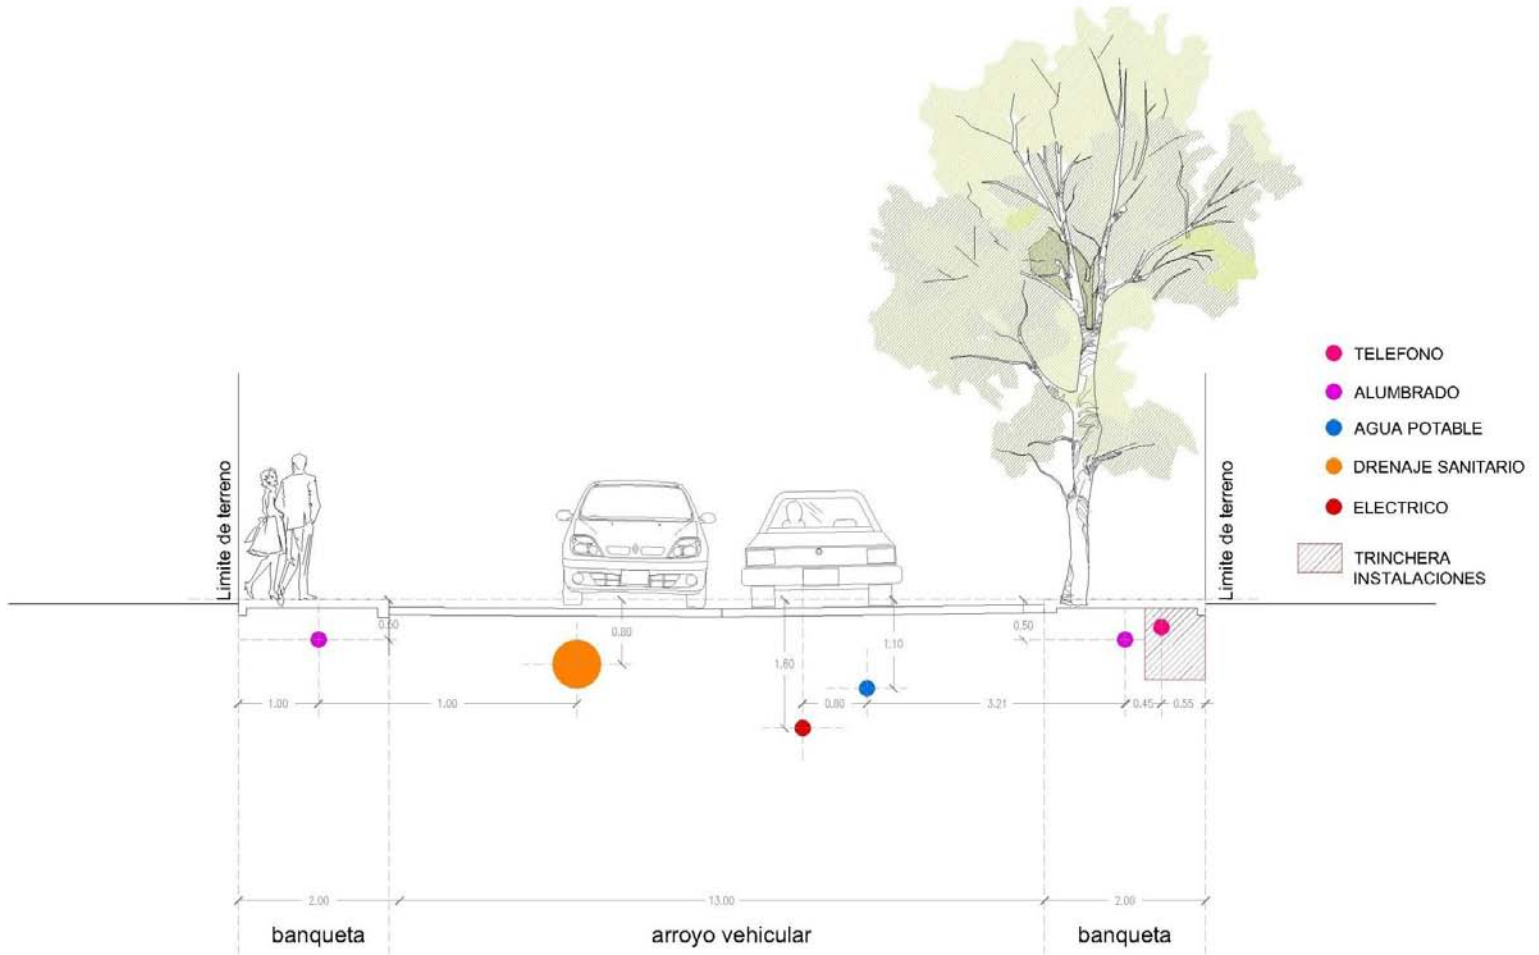 TELEFONO
ALUMBRADO
AGUA POTABLE
DRENAJE SANITARIO
ELECTRICO
TRINCHERA
INSTALACIONES
Limite de terreno
Limite de terreno
0.50
0.80
1.60
1.10
0.50
1.00
1.00
0.80
3.21
0.45
0.55
2.00
13.00
2.00
banqueta
arroyo vehicular
banqueta